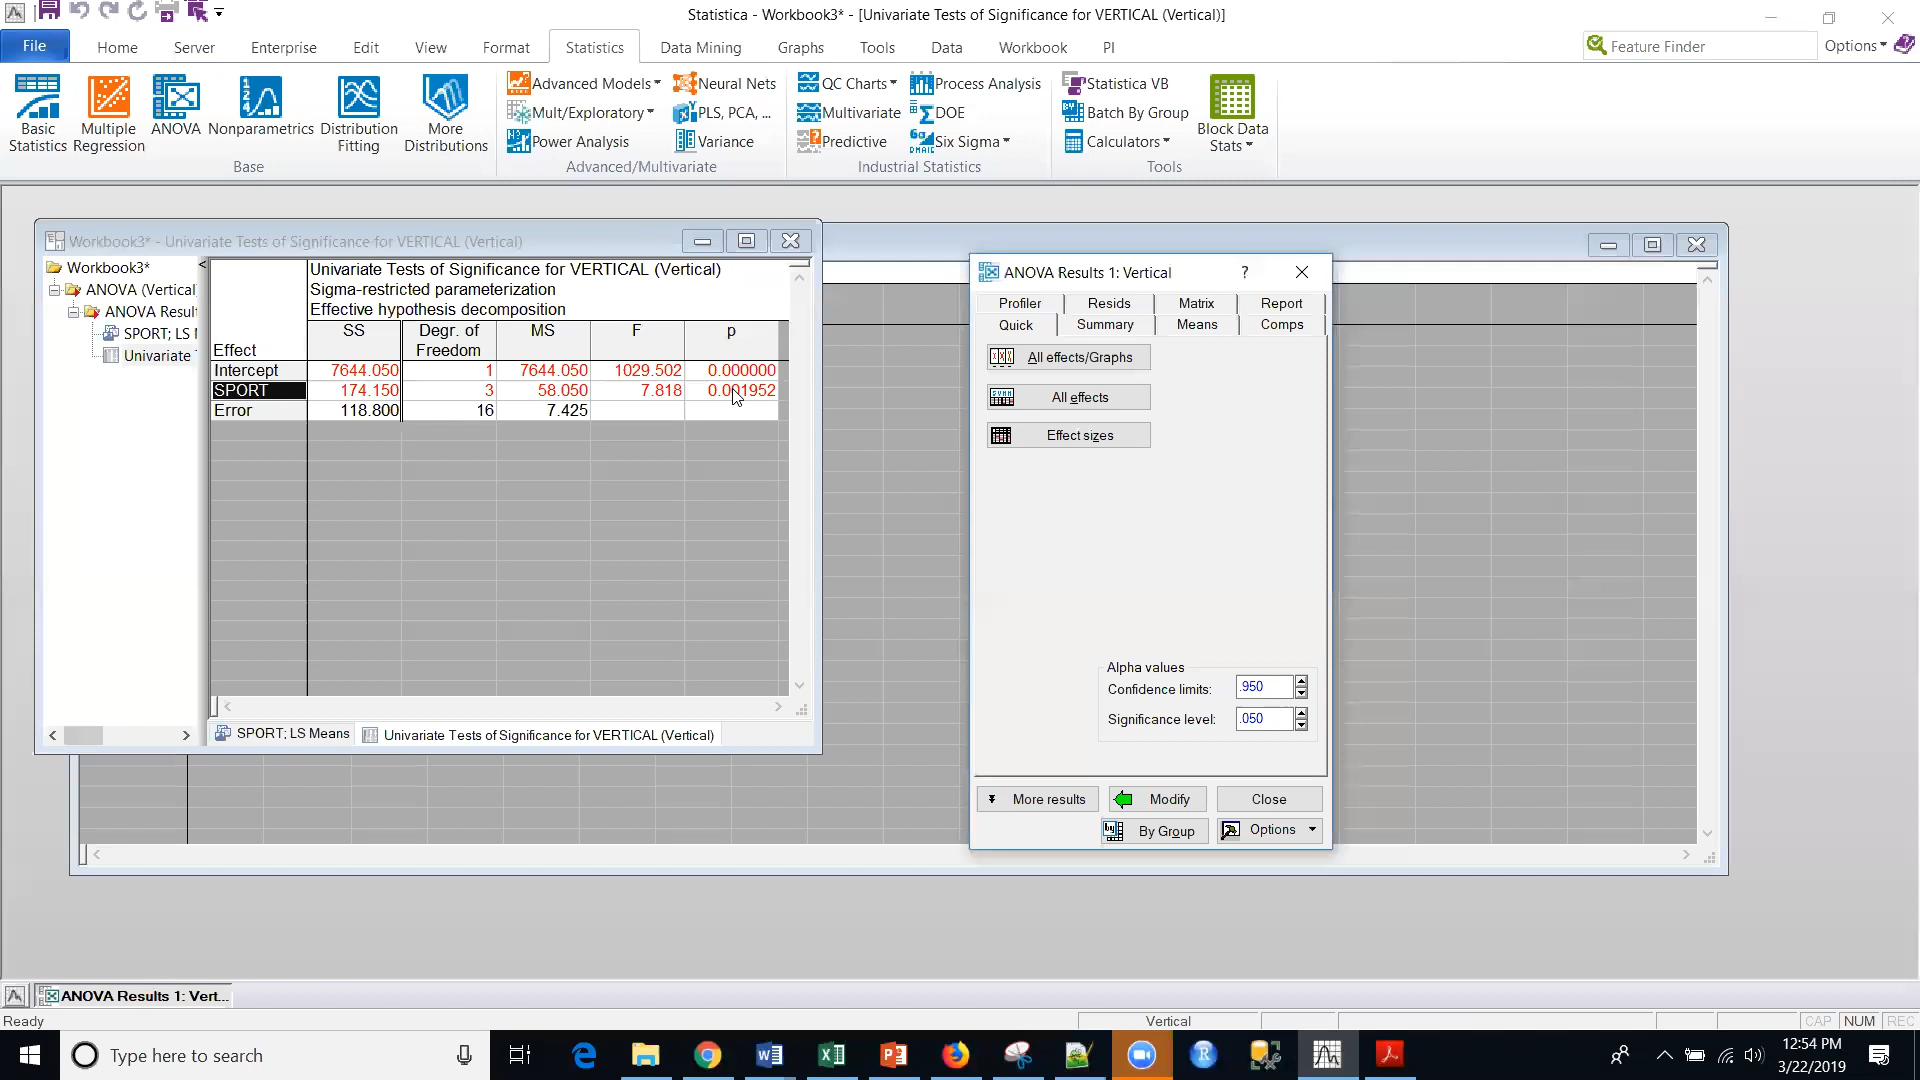 Statistica - Workbook3* - [Univariate Tests of Significance for VERTICAL (Vertical)]
File Home Server Enterprise Edit View Format Statistics Data Mining Graphs Tools Data Workbook PI Feature Finder Options
Basic Statistics
Multiple Regression
ANOVA
Nonparametrics
Distribution Fitting
More Distributions
Base
Advanced Models Neural Nets
Mult/Exploratory PLS, PCA, ...
Power Analysis Variance
Advanced/Multivariate
QC Charts Process Analysis
Multivariate DOE
Predictive Six Sigma
Industrial Statistics
Statistica VB
Batch By Group
Calculators
Block Data Stats
Tools
Workbook3* - Univariate Tests of Significance for VERTICAL (Vertical)
Workbook3*
ANOVA (Vertical
ANOVA Resul
SPORT; LS M
Univariate
Univariate Tests of Significance for VERTICAL (Vertical)
Sigma-restricted parameterization
Effective hypothesis decomposition
Effect SS Degr. of Freedom MS F p
Intercept 7644.050 1 7644.050 1029.502 0.000000
SPORT 174.150 3 58.050 7.818 0.001952
Error 118.800 16 7.425
SPORT; LS Means Univariate Tests of Significance for VERTICAL (Vertical)
ANOVA Results 1: Vertical ?
Profiler Resids Matrix Report
Quick Summary Means Comps
All effects/Graphs
All effects
Effect sizes
Alpha values
Confidence limits: .950
Significance level: .050
More results Modify Close
By Group Options
ANOVA Results 1: Vert...
Ready Vertical CAP NUM REC
Type here to search
12:54 PM
3/22/2019